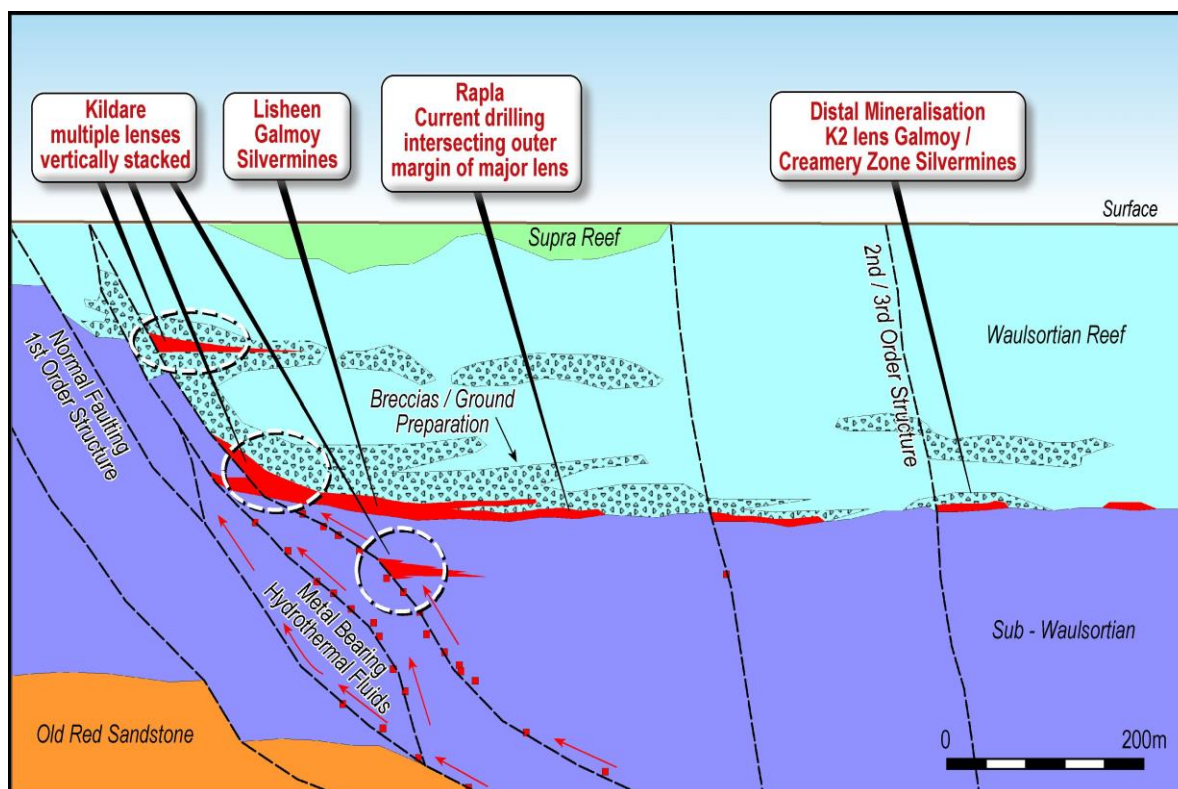 Kildare
multiple lenses
vertically stacked
Lisheen
Galmoy
Silvermines
Rapla
Current drilling
intersecting outer
margin of major lens
Distal Mineralisation
K2 lens Galmoy /
Creamery Zone Silvermines
Surface
Supra Reef
Waulsortian Reef
2nd / 3rd Order Structure
Normal Faulting
1st Order Structure
Breccias / Ground
Preparation
Metal Bearing
Hydrothermal Fluids
Sub - Waulsortian
Old Red Sandstone
0 200m